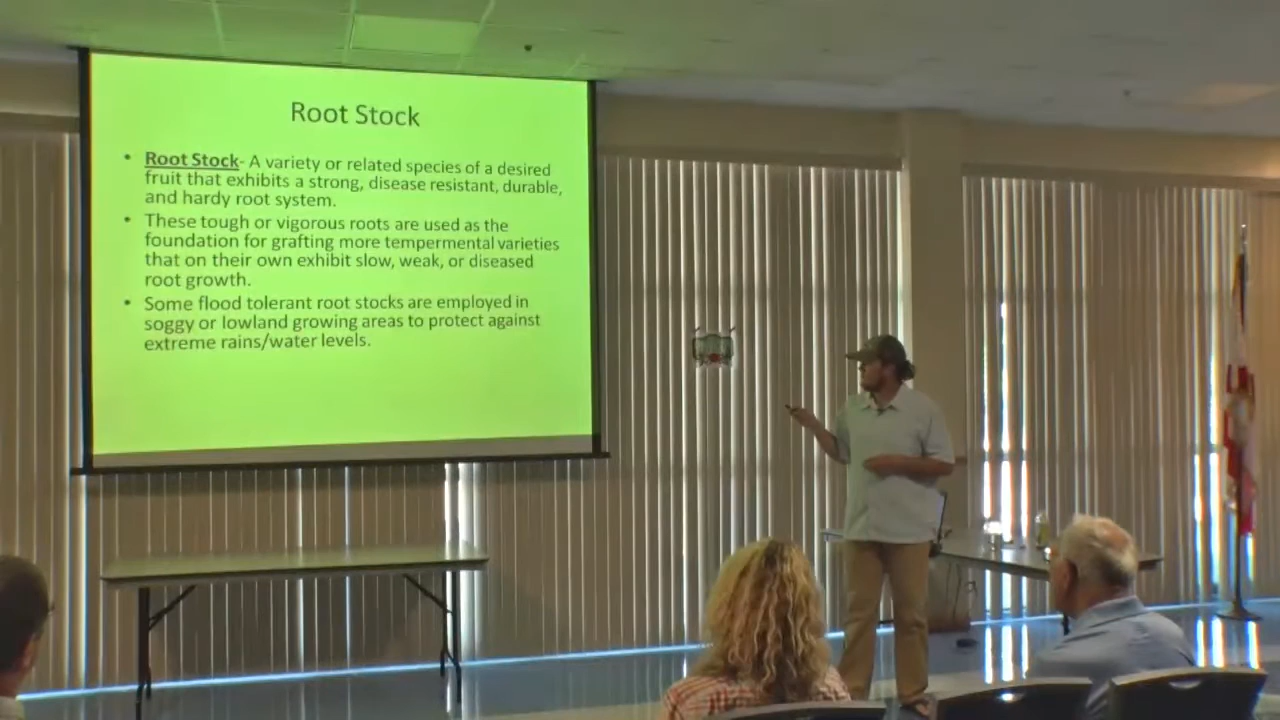 Root Stock
• Root Stock- A variety or related species of a desired
fruit that exhibits a strong, disease resistant, durable,
and hardy root system.
• These tough or vigorous roots are used as the
foundation for grafting more tempermental varieties
that on their own exhibit slow, weak, or diseased
root growth.
• Some flood tolerant root stocks are employed in
soggy or lowland growing areas to protect against
extreme rains/water levels.